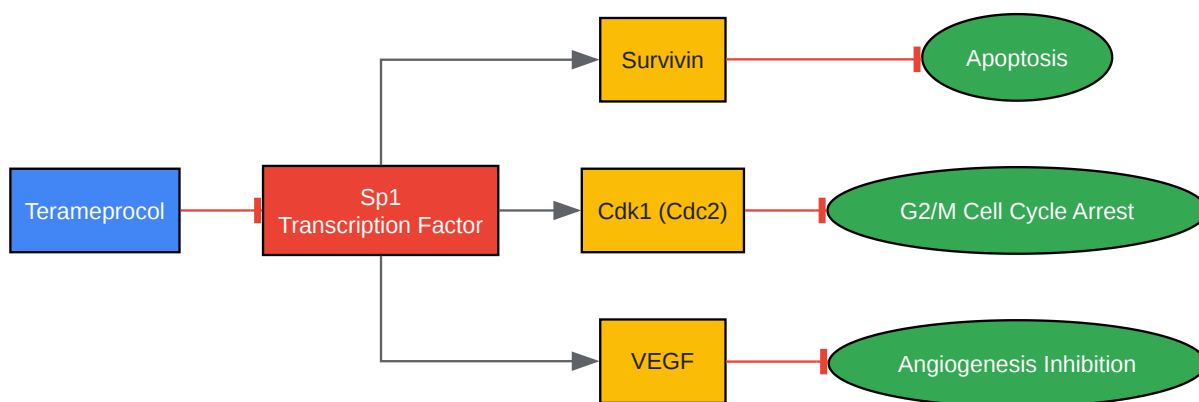 Survivin
Apoptosis
Terameprocol
Sp1
Transcription Factor
Cdk1 (Cdc2)
G2/M Cell Cycle Arrest
VEGF
Angiogenesis Inhibition